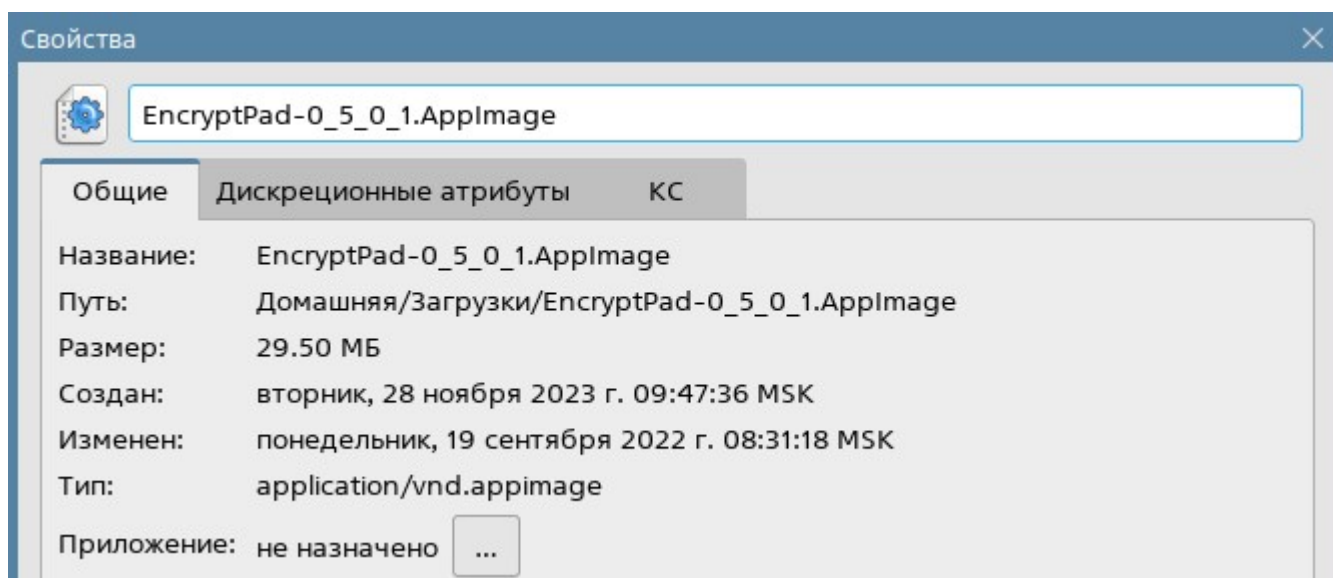 Свойства
EncryptPad-0_5_0_1.AppImage
Общие Дискреционные атрибуты КС
Название: EncryptPad-0_5_0_1.AppImage
Путь: Домашняя/Загрузки/EncryptPad-0_5_0_1.AppImage
Размер: 29.50 МБ
Создан: вторник, 28 ноября 2023 г. 09:47:36 MSK
Изменен: понедельник, 19 сентября 2022 г. 08:31:18 MSK
Тип: application/vnd.appimage
Приложение: не назначено ...